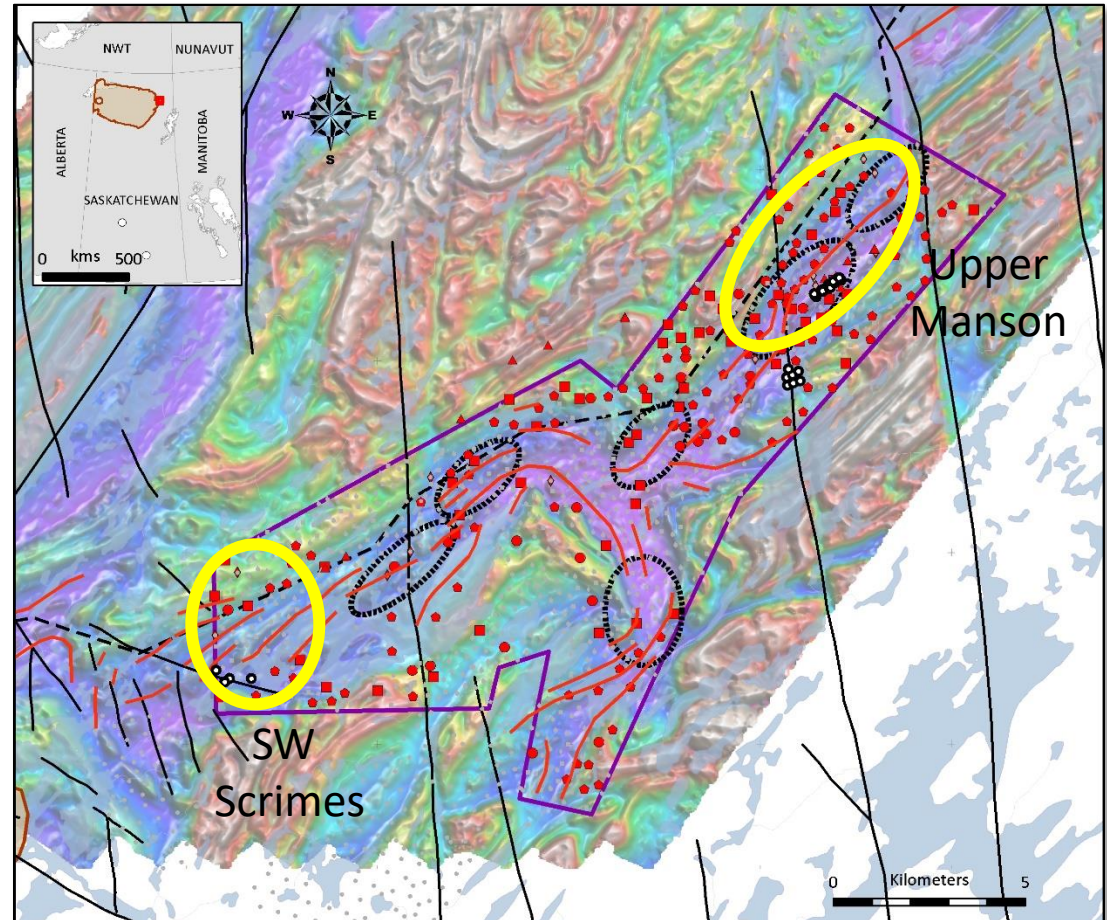 NWT
NUNAVUT
ALBERTA
MANITOBA
SASKATCHEWAN
kms
0 500
N
W E
S
Upper
Manson
SW
Scrimes
Kilometers
0 5